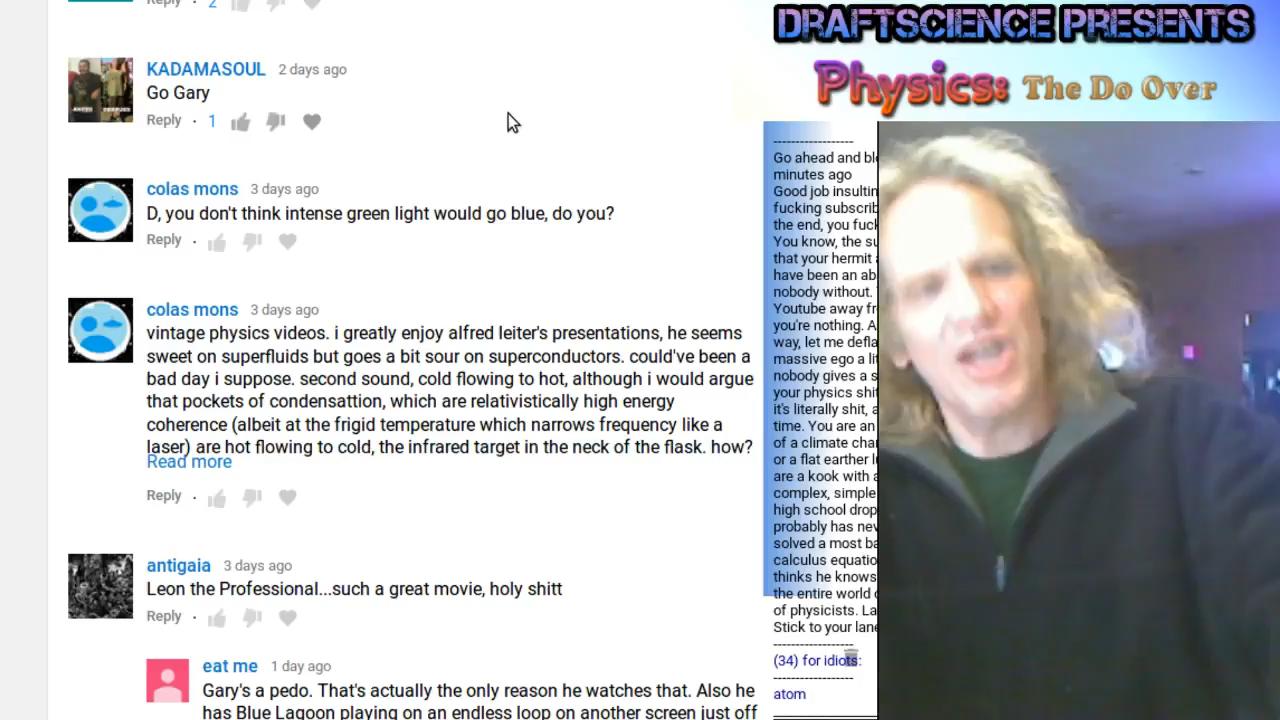 Reply · 2
KADAMASOUL 2 days ago
Go Gary
Reply · 1
colas mons 3 days ago
D, you don't think intense green light would go blue, do you?
Reply ·
colas mons 3 days ago
vintage physics videos. i greatly enjoy alfred leiter's presentations, he seems
sweet on superfluids but goes a bit sour on superconductors. could've been a
bad day i suppose. second sound, cold flowing to hot, although i would argue
that pockets of condensattion, which are relativistically high energy
coherence (albeit at the frigid temperature which narrows frequency like a
laser) are hot flowing to cold, the infrared target in the neck of the flask. how?
Read more
Reply ·
antigaia 3 days ago
Leon the Professional...such a great movie, holy shitt
Reply ·
eat me 1 day ago
Gary's a pedo. That's actually the only reason he watches that. Also he
has Blue Lagoon playing on an endless loop on another screen just off
DRAFTSCIENCE PRESENTS
Physics: The Do Over
------------------
Go ahead and bl
minutes ago
Good job insultin
fucking subscrib
the end, you fuck
You know, the su
that your hermit
have been an ab
nobody without.
Youtube away fr
you're nothing. A
way, let me defla
massive ego a lit
nobody gives a s
your physics shit
it's literally shit, a
time. You are an
of a climate chan
or a flat earther l
are a kook with a
complex, simple
high school drop
probably has nev
solved a most ba
calculus equatio
thinks he knows
the entire world o
of physicists. La
Stick to your lane
------------------
(34) for idiots:
------------------
atom